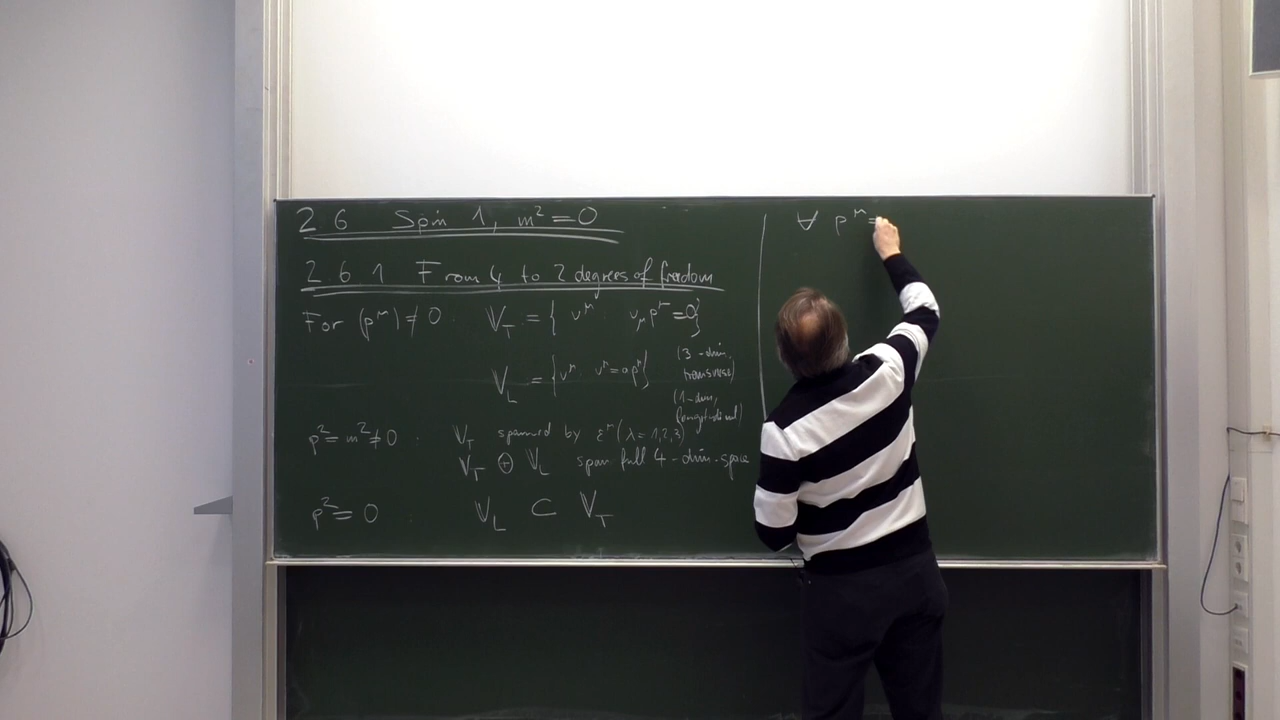 2.6 Spin 1, m²=0
2.6.1 From 4 to 2 degrees of freedom
For (p^μ) ≠ 0: V_T = { v^μ: v_μ p^μ = 0 }
(3-dim, transverse)
V_L = { v^μ: v^μ = a p^μ }
(1-dim, longitudinal)
p² = m² ≠ 0 : V_T spanned by ε^μ (λ = 1,2,3)
V_T ⊕ V_L span full 4-dim. space
p² = 0 V_L ⊂ V_T
∀ p^μ =